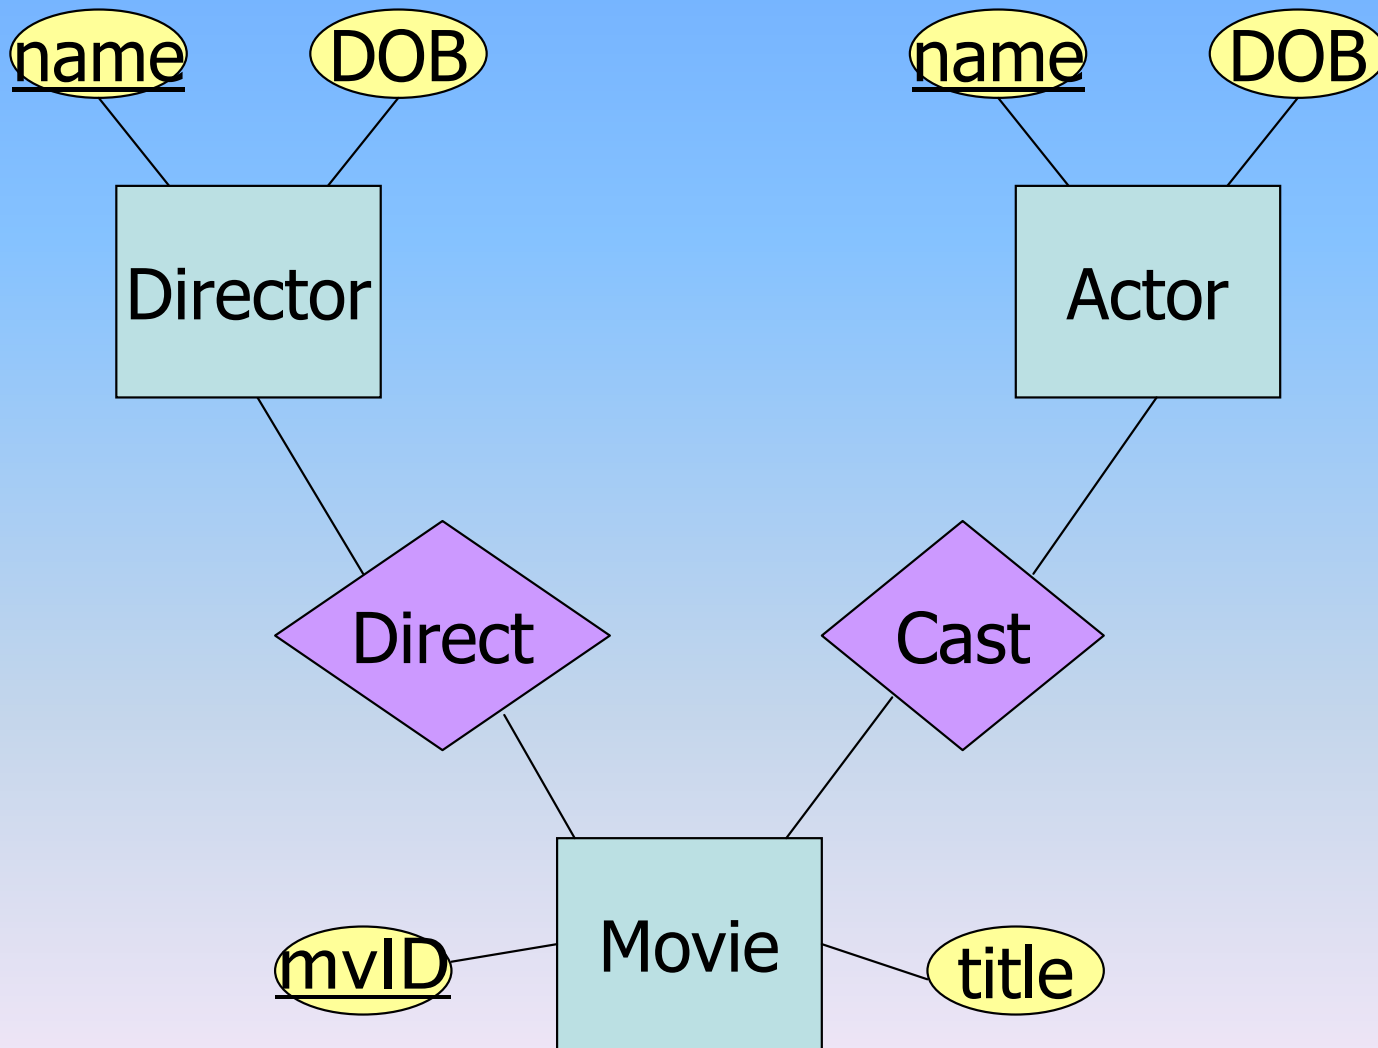 name
DOB
name
DOB
Director
Actor
Direct
Cast
Movie
mvID
title